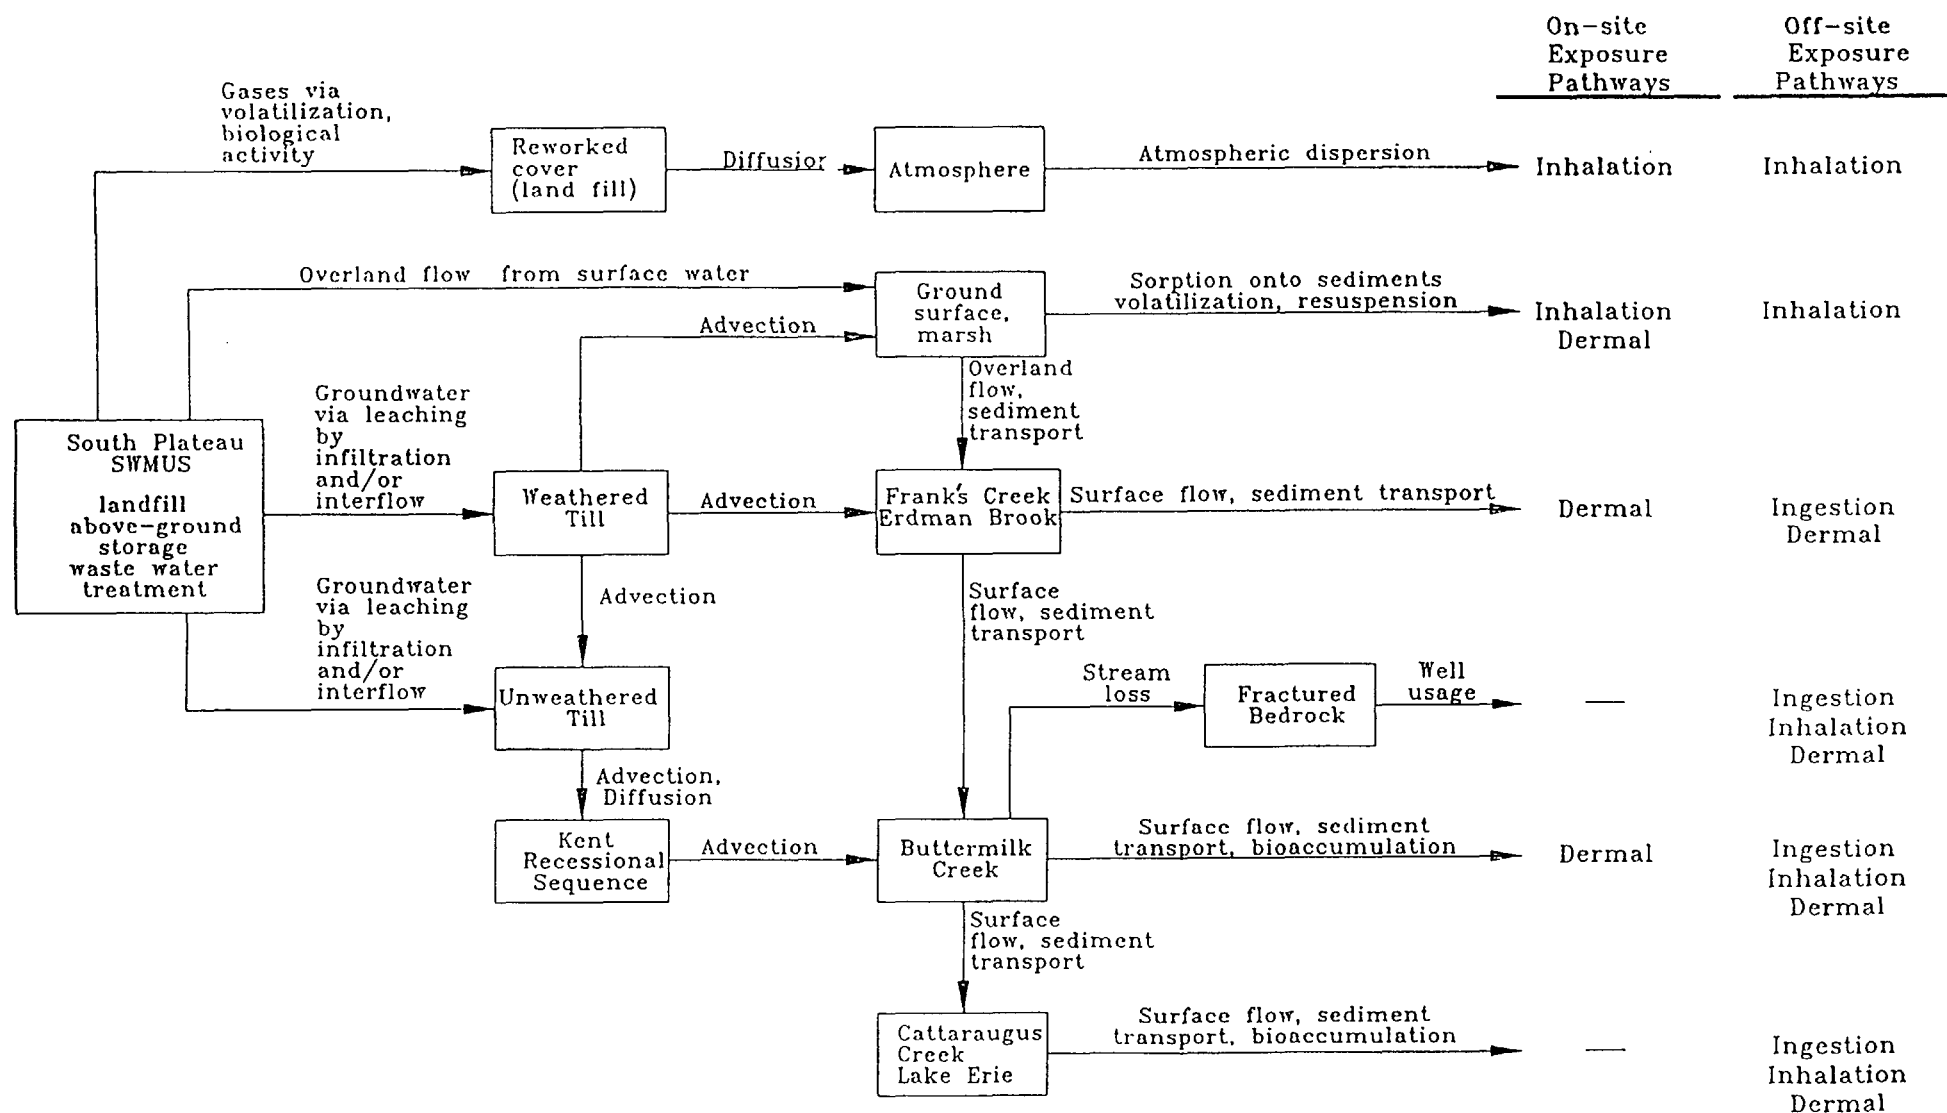 On-site
Exposure
Pathways
Off-site
Exposure
Pathways
Gases via
volatilization,
biological
activity
Reworked
cover
(land fill)
Diffusior
Atmosphere
Atmospheric dispersion
Inhalation
Inhalation
Overland flow from surface water
Ground
surface,
marsh
Sorption onto sediments
volatilization, resuspension
Inhalation
Dermal
Inhalation
Advection
Overland
flow,
sediment
transport
South Plateau
SWMUS
landfill
above-ground
storage
waste water
treatment
Groundwater
via leaching
by
infiltration
and/or
interflow
Weathered
Till
Advection
Frank's Creek
Erdman Brook
Surface flow, sediment transport
Dermal
Ingestion
Dermal
Groundwater
via leaching
by
infiltration
and/or
interflow
Advection
Surface
flow, sediment
transport
Unweathered
Till
Stream
loss
Fractured
Bedrock
Well
usage
—
Ingestion
Inhalation
Dermal
Advection,
Diffusion
Kent
Recessional
Sequence
Advection
Buttermilk
Creek
Surface flow, sediment
transport, bioaccumulation
Dermal
Ingestion
Inhalation
Dermal
Surface
flow, sediment
transport
Cattaraugus
Creek
Lake Erie
Surface flow, sediment
transport, bioaccumulation
—
Ingestion
Inhalation
Dermal